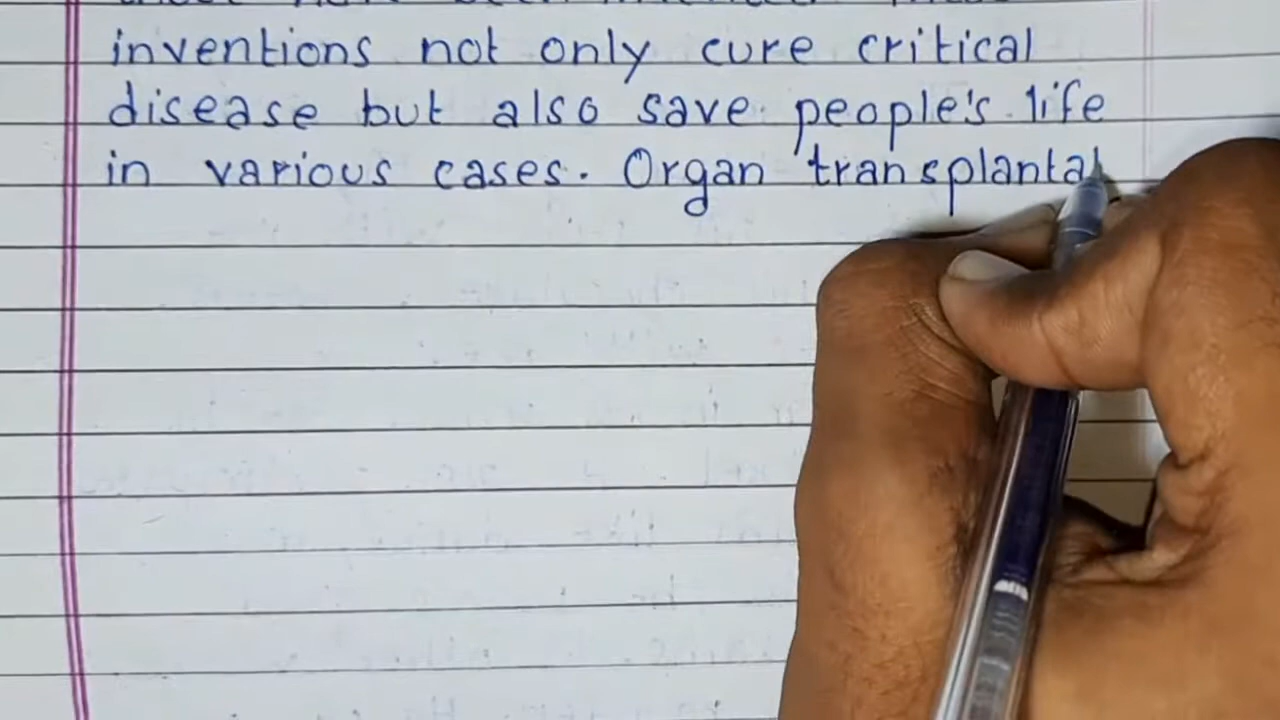 inventions not only cure critical
disease but also save people's life
in various cases. Organ transplantat